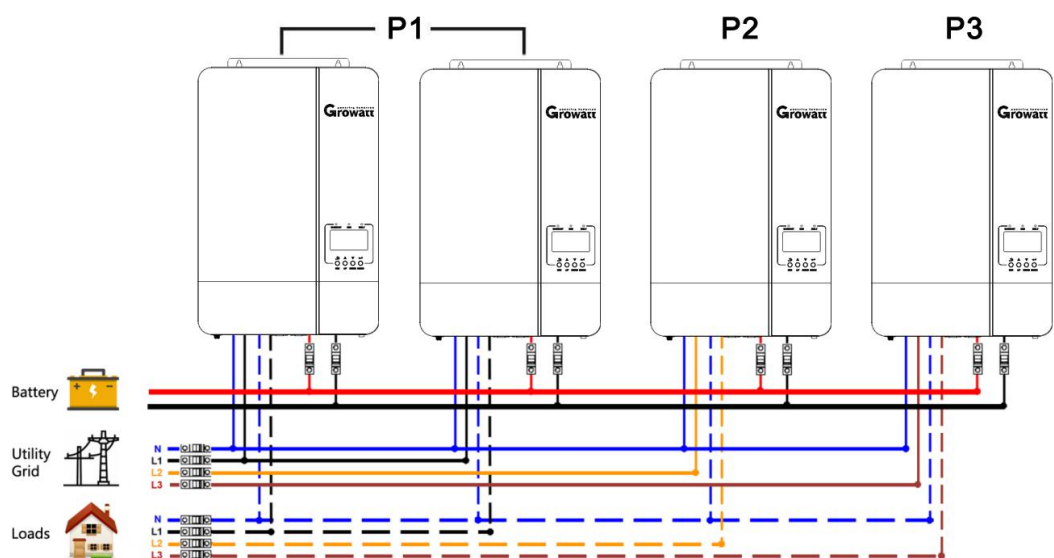 P1
P2
P3
Growatt
Growatt
Growatt
Growatt
Battery
+ −
Utility
Grid
N
L1
L2
L3
Loads
N
L1
L2
L3